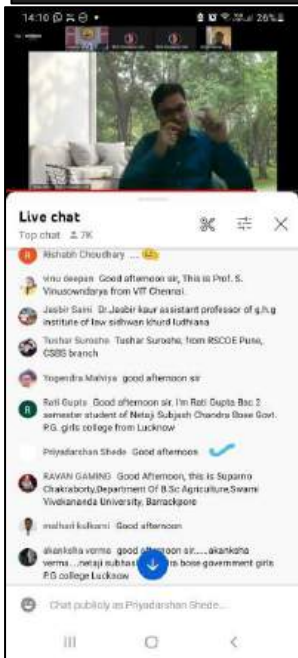 14:10
26%
Live chat
Top chat 7K
Rishabh Choudhary ...
vinu deepan Good afternoon sir, This is Prof. S.
Vinusowndarya from VIT Chennai.
Jasbir Saini Dr.Jasbir kaur assistant professor of g.h.g
institute of law sidhwan khurd ludhiana
Tushar Suroshe Tushar Suroshe, from RSCOE Pune,
CSBS branch
Yogendra Malviya good afternoon sir
R
Rati Gupta Good afternoon sir, I'm Rati Gupta Bsc 2
semester student of Netaji Subjash Chandra Bose Govt.
P.G. girls college from Lucknow
Priyadarshan Shede Good afternoon
RAVAN GAMING Good Afternoon, this is Suparno
Chakraborty,Department Of B.Sc Agriculture,Swami
Vivekananda University, Barrackpore
malhari kulkarni Good afternoon
akanksha verma good afternoon sir.....akanksha
verma...netaji subhas bose government girls
P.G college Lucknow
Chat publicly as Priyadarshan Shede...